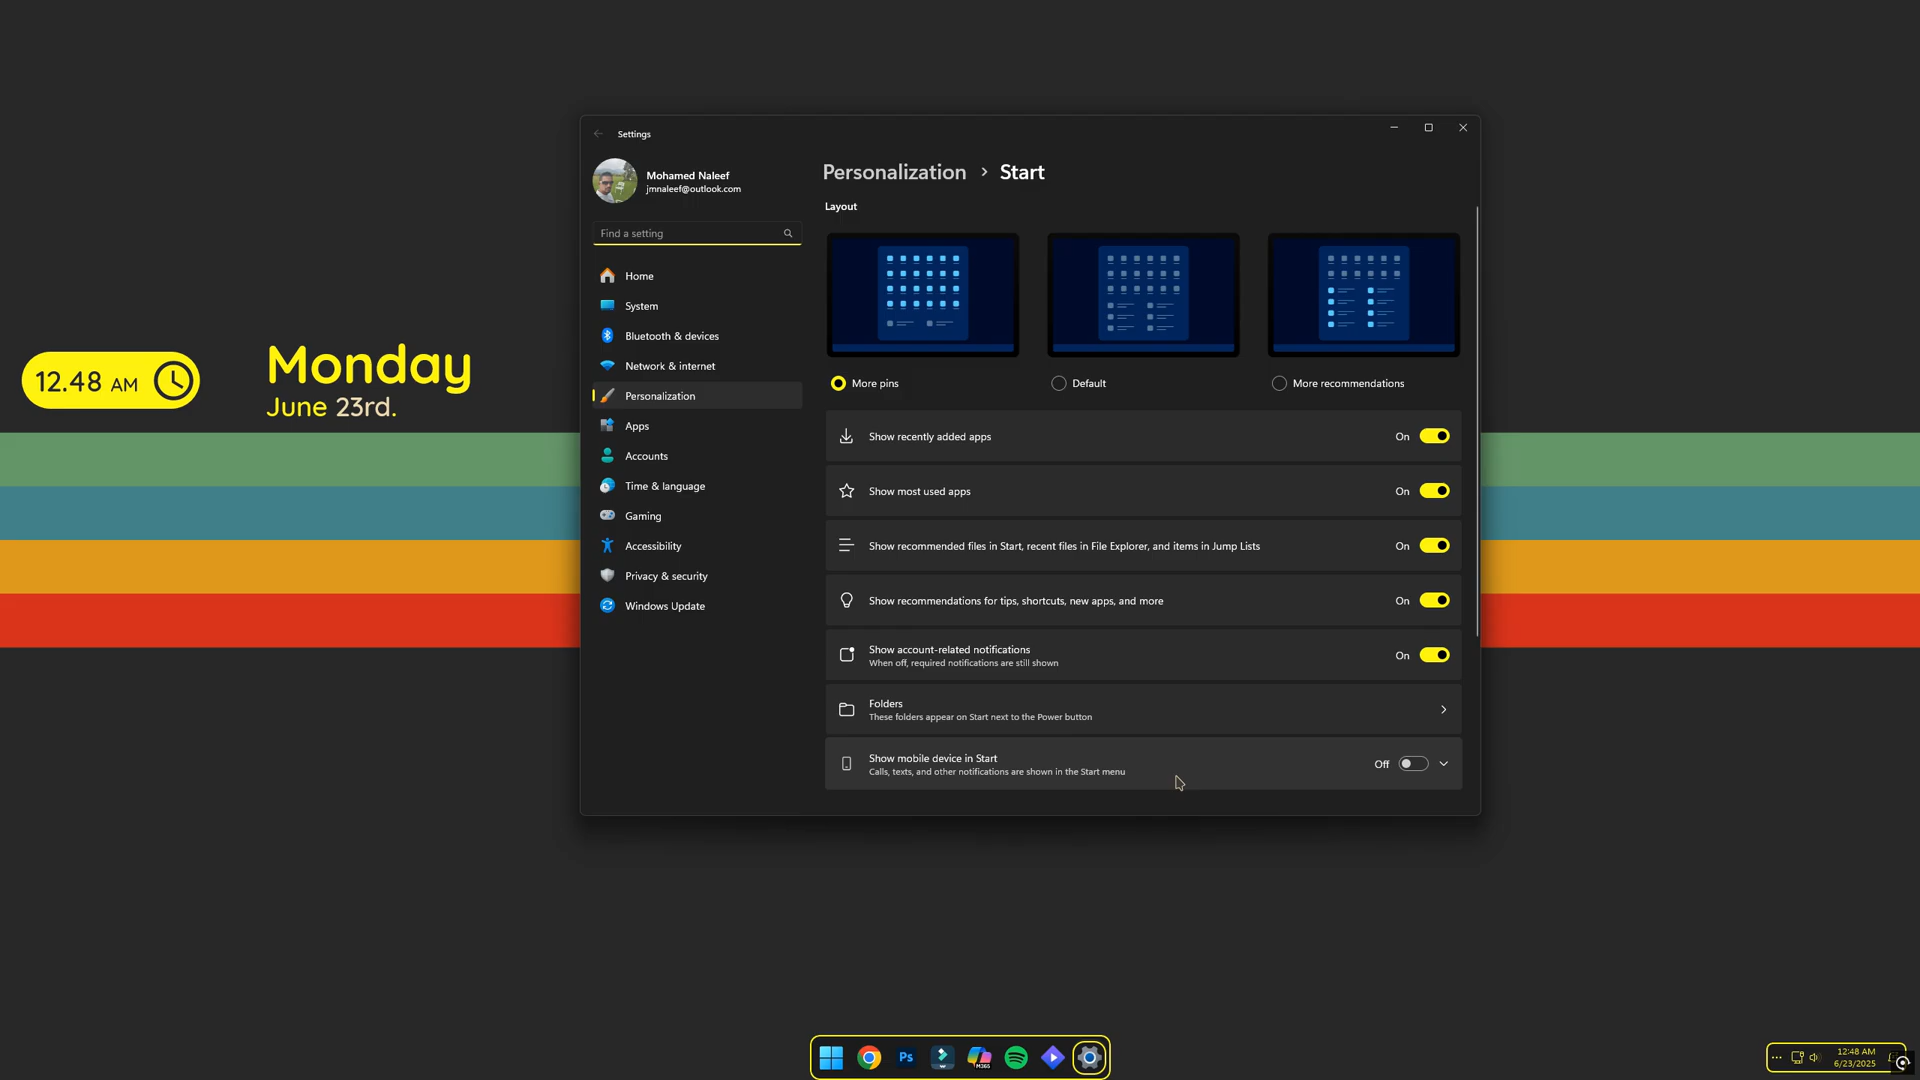 Settings
Mohamed Naleef
jmnaleef@outlook.com
Find a setting
Home
System
Bluetooth & devices
Network & internet
Personalization
Apps
Accounts
Time & language
Gaming
Accessibility
Privacy & security
Windows Update
Personalization > Start
Layout
More pins
Default
More recommendations
Show recently added apps
On
Show most used apps
On
Show recommended files in Start, recent files in File Explorer, and items in Jump Lists
On
Show recommendations for tips, shortcuts, new apps, and more
On
Show account-related notifications
When off, required notifications are still shown
On
Folders
These folders appear on Start next to the Power button
Show mobile device in Start
Calls, texts, and other notifications are shown in the Start menu
Off
12.48 AM
Monday
June 23rd.
Ps
M365
12:48 AM
6/23/2025